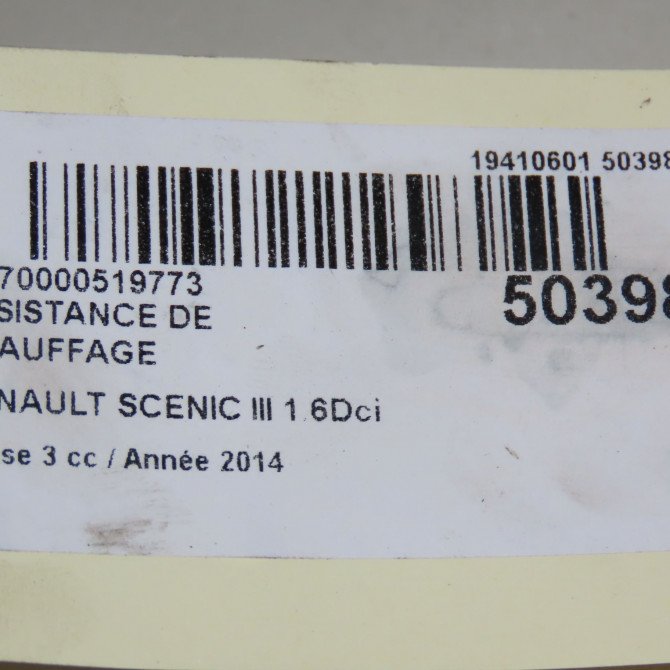 19410601 50398
70000519773
50398
SISTANCE DE
AUFFAGE
NAULT SCENIC III 1.6Dci
se 3 cc / Année 2014